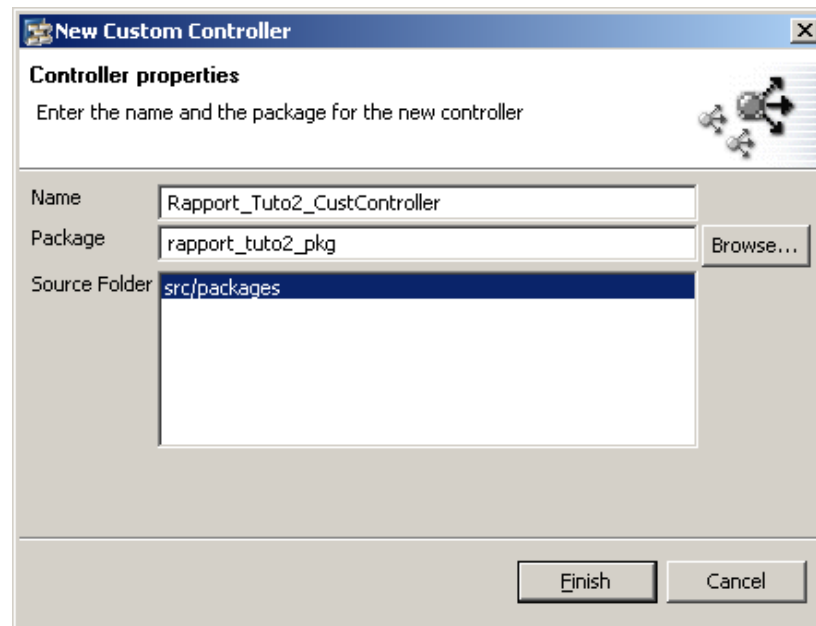 New Custom Controller
Controller properties
Enter the name and the package for the new controller
Name Rapport_Tuto2_CustController
Package rapport_tuto2_pkg Browse...
Source Folder src/packages
Finish Cancel